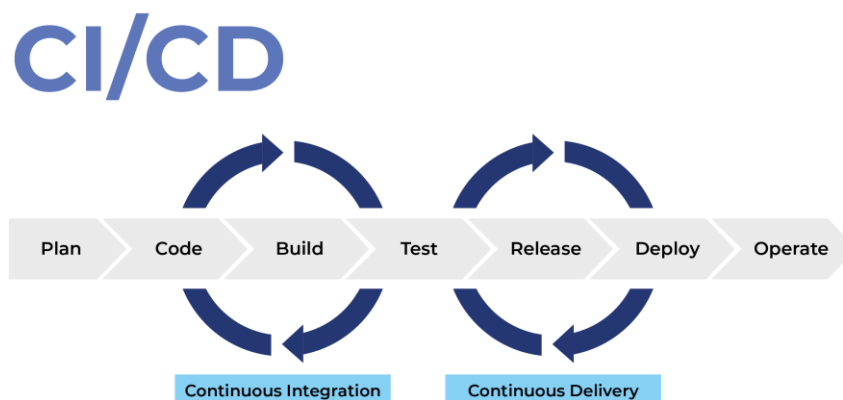 CI/CD
Plan Code Build Test Release Deploy Operate
Continuous Integration Continuous Delivery